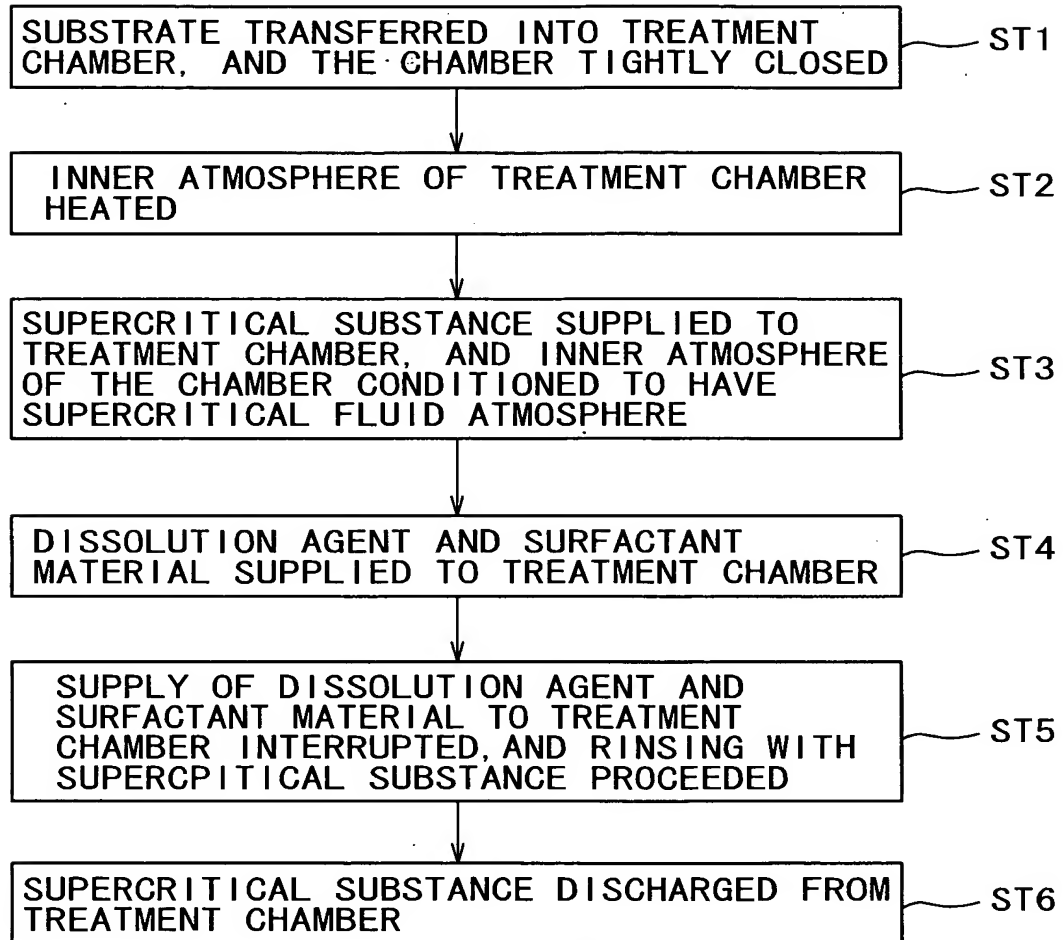 SUBSTRATE TRANSFERRED INTO TREATMENT
CHAMBER, AND THE CHAMBER TIGHTLY CLOSED
ST1
INNER ATMOSPHERE OF TREATMENT CHAMBER
HEATED
ST2
SUPERCRITICAL SUBSTANCE SUPPLIED TO
TREATMENT CHAMBER, AND INNER ATMOSPHERE
OF THE CHAMBER CONDITIONED TO HAVE
SUPERCRITICAL FLUID ATMOSPHERE
ST3
DISSOLUTION AGENT AND SURFACTANT
MATERIAL SUPPLIED TO TREATMENT CHAMBER
ST4
SUPPLY OF DISSOLUTION AGENT AND
SURFACTANT MATERIAL TO TREATMENT
CHAMBER INTERRUPTED, AND RINSING WITH
SUPERCPITICAL SUBSTANCE PROCEEDED
ST5
SUPERCRITICAL SUBSTANCE DISCHARGED FROM
TREATMENT CHAMBER
ST6